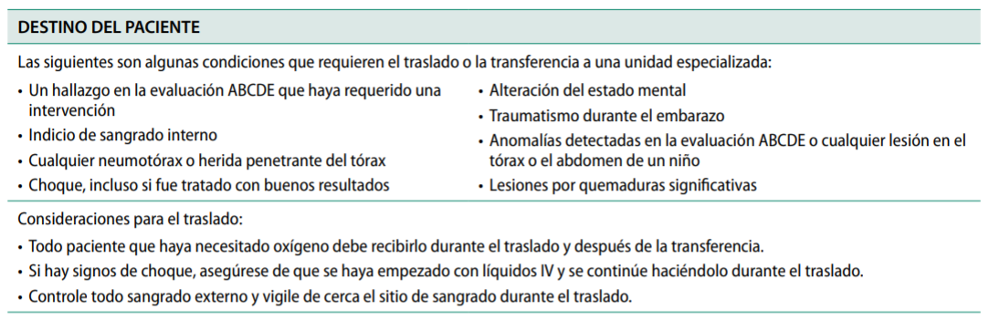 DESTINO DEL PACIENTE
Las siguientes son algunas condiciones que requieren el traslado o la transferencia a una unidad especializada:
• Un hallazgo en la evaluación ABCDE que haya requerido una
intervención
• Indicio de sangrado interno
• Cualquier neumotórax o herida penetrante del tórax
• Choque, incluso si fue tratado con buenos resultados
• Alteración del estado mental
• Traumatismo durante el embarazo
• Anomalías detectadas en la evaluación ABCDE o cualquier lesión en el
tórax o el abdomen de un niño
• Lesiones por quemaduras significativas
Consideraciones para el traslado:
• Todo paciente que haya necesitado oxígeno debe recibirlo durante el traslado y después de la transferencia.
• Si hay signos de choque, asegúrese de que se haya empezado con líquidos IV y se continúe haciéndolo durante el traslado.
• Controle todo sangrado externo y vigile de cerca el sitio de sangrado durante el traslado.